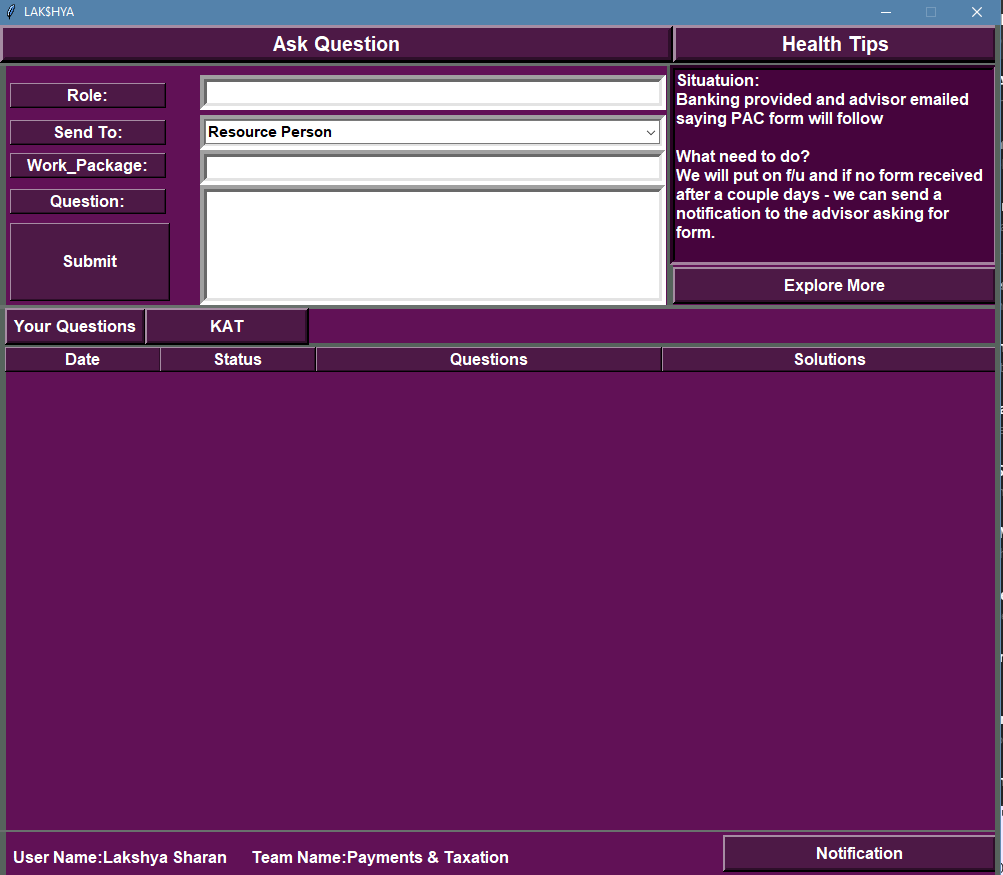 LAK$HYA
Ask Question
Health Tips
Role:
Send To:
Resource Person
Work_Package:
Question:
Submit
Situatuion:
Banking provided and advisor emailed
saying PAC form will follow
What need to do?
We will put on f/u and if no form received
after a couple days - we can send a
notification to the advisor asking for
form.
Explore More
Your Questions
KAT
Date
Status
Questions
Solutions
User Name:Lakshya Sharan
Team Name:Payments & Taxation
Notification